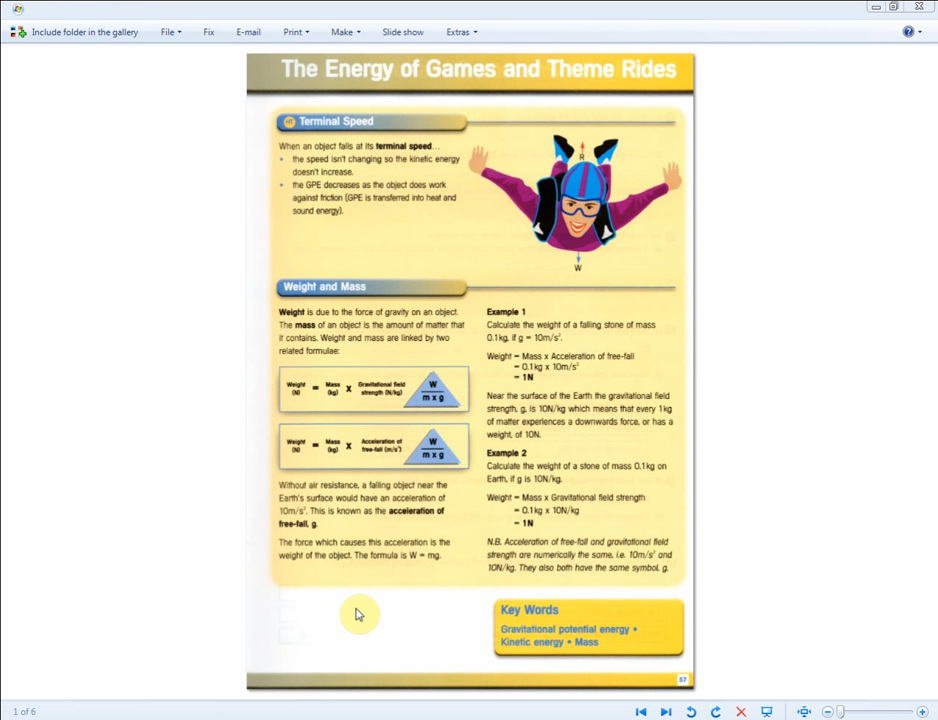 Include folder in the gallery File Fix E-mail Print Make Slide show Extras
The Energy of Games and Theme Rides
HT Terminal Speed
When an object falls at its terminal speed...
• the speed isn't changing so the kinetic energy
doesn't increase.
• the GPE decreases as the object does work
against friction (GPE is transferred into heat and
sound energy).
R
W
Weight and Mass
Weight is due to the force of gravity on an object.
The mass of an object is the amount of matter that
it contains. Weight and mass are linked by two
related formulae:
Weight (N) = Mass (kg) x Gravitational field strength (N/kg)
W
m x g
Weight (N) = Mass (kg) x Acceleration of free-fall (m/s²)
W
m x g
Without air resistance, a falling object near the
Earth's surface would have an acceleration of
10m/s². This is known as the acceleration of
free-fall, g.
The force which causes this acceleration is the
weight of the object. The formula is W = mg.
Example 1
Calculate the weight of a falling stone of mass
0.1kg, if g = 10m/s².
Weight = Mass x Acceleration of free-fall
= 0.1kg x 10m/s²
= 1N
Near the surface of the Earth the gravitational field
strength, g, is 10N/kg which means that every 1kg
of matter experiences a downwards force, or has a
weight, of 10N.
Example 2
Calculate the weight of a stone of mass 0.1kg on
Earth, if g is 10N/kg.
Weight = Mass x Gravitational field strength
= 0.1kg x 10N/kg
= 1N
N.B. Acceleration of free-fall and gravitational field
strength are numerically the same, i.e. 10m/s² and
10N/kg. They also both have the same symbol, g.
Key Words
Gravitational potential energy •
Kinetic energy • Mass
57
1 of 6